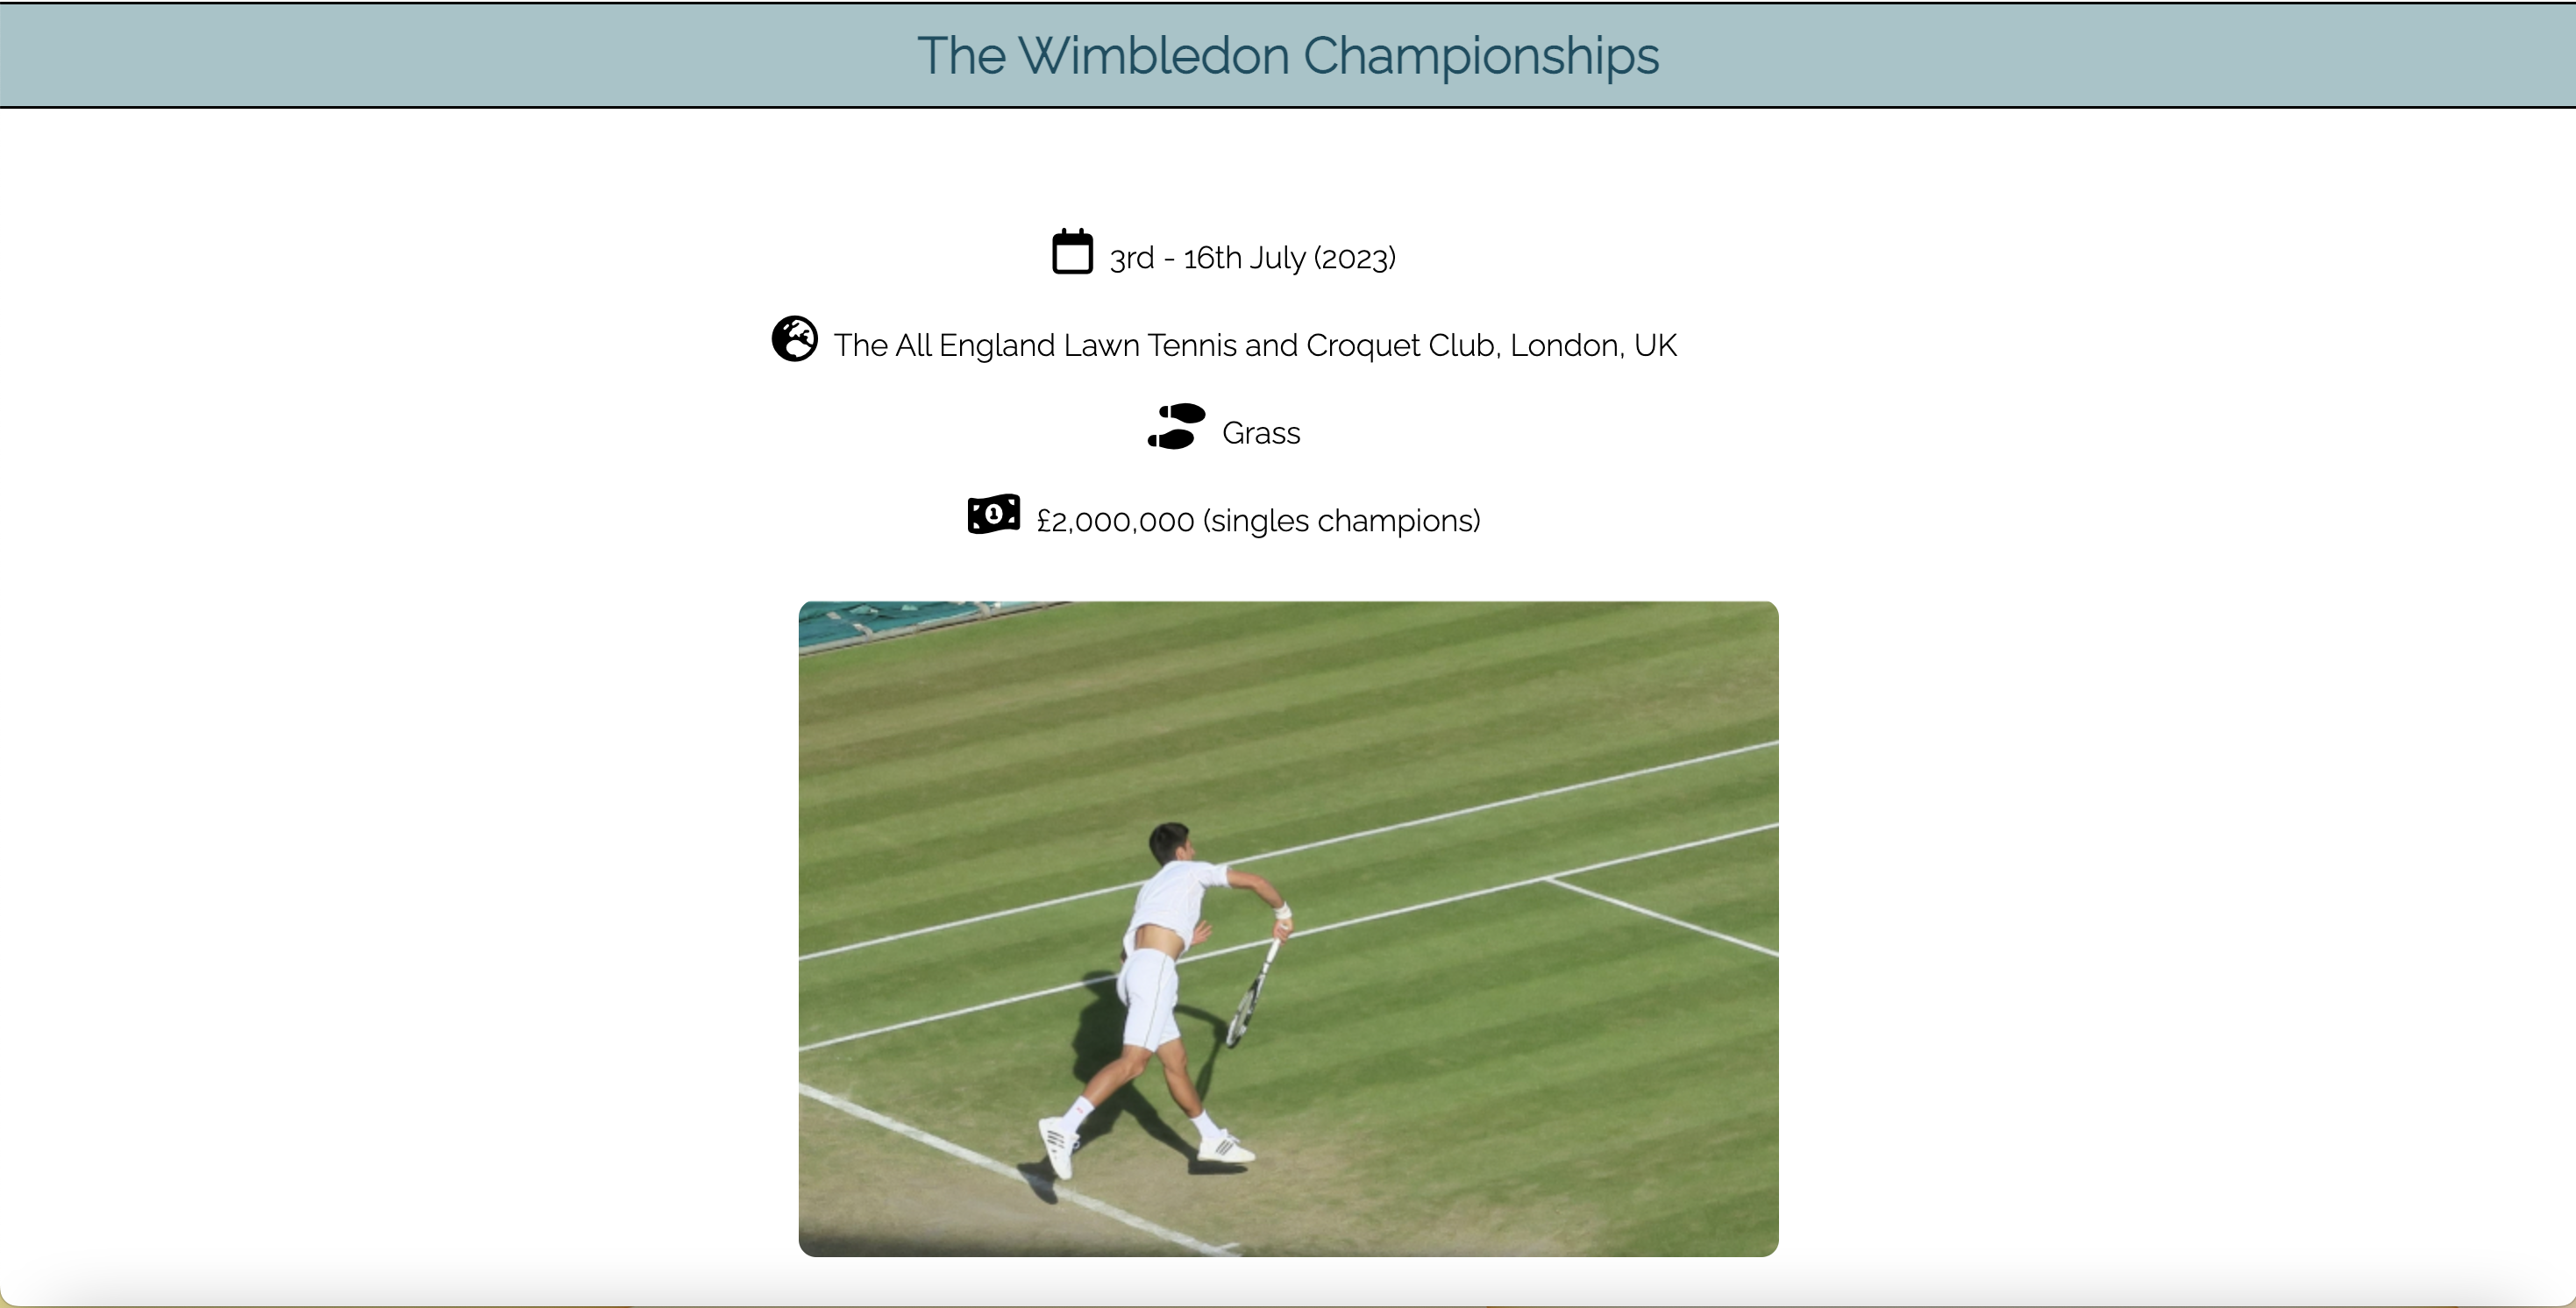 The Wimbledon Championships
3rd - 16th July (2023)
The All England Lawn Tennis and Croquet Club, London, UK
Grass
1
£2,000,000 (singles champions)